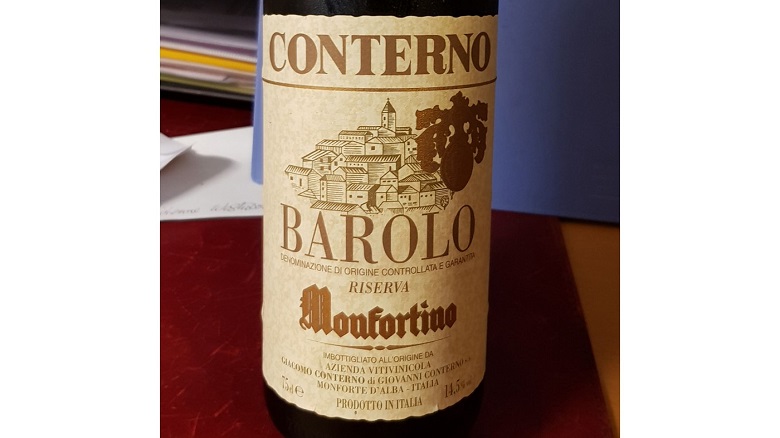 CONTERNO
BAROLO
DENOMINAZIONE DI ORIGINE CONTROLLATA E GARANTITA
RISERVA
Monfortino
IMBOTTIGLIATO ALL'ORIGINE DA
AZIENDA VITIVINICOLA
GIACOMO CONTERNO di GIOVANNI CONTERNO
MONFORTE D'ALBA - ITALIA
75cl e 14,5%
PRODOTTO IN ITALIA